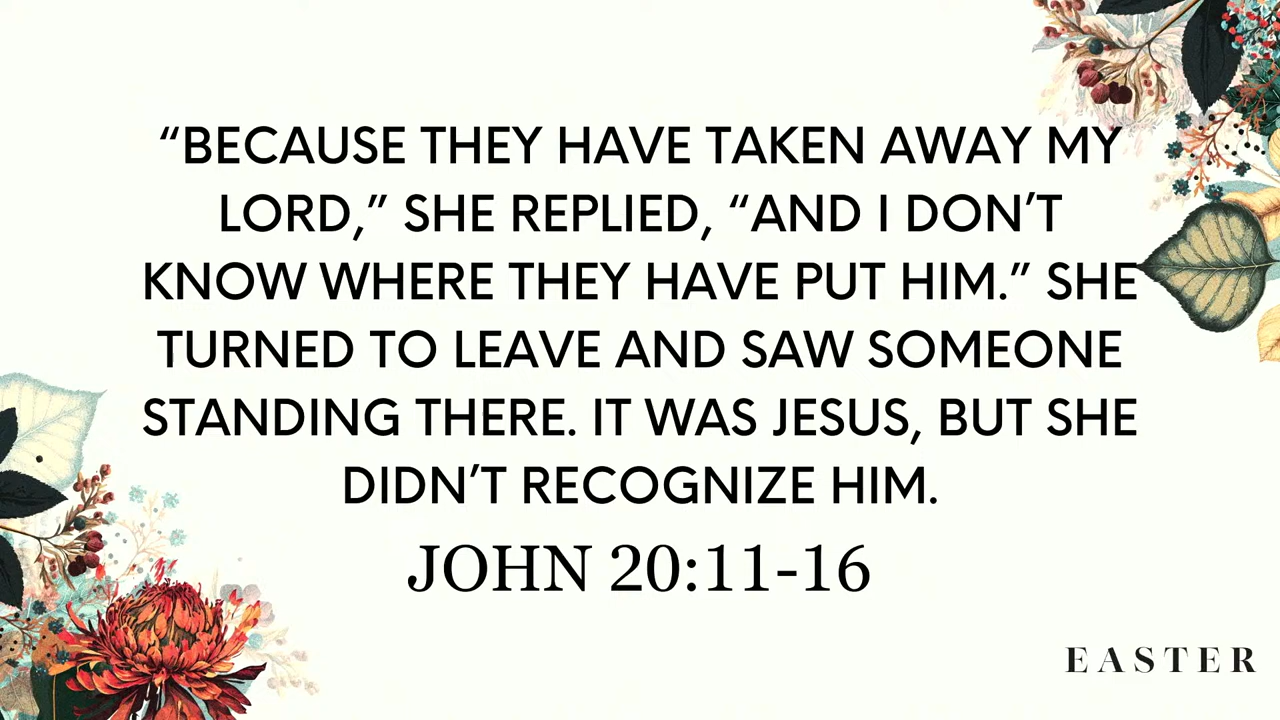 “BECAUSE THEY HAVE TAKEN AWAY MY
LORD,” SHE REPLIED, “AND I DON’T
KNOW WHERE THEY HAVE PUT HIM.” SHE
TURNED TO LEAVE AND SAW SOMEONE
STANDING THERE. IT WAS JESUS, BUT SHE
DIDN’T RECOGNIZE HIM.
JOHN 20:11-16
EASTER